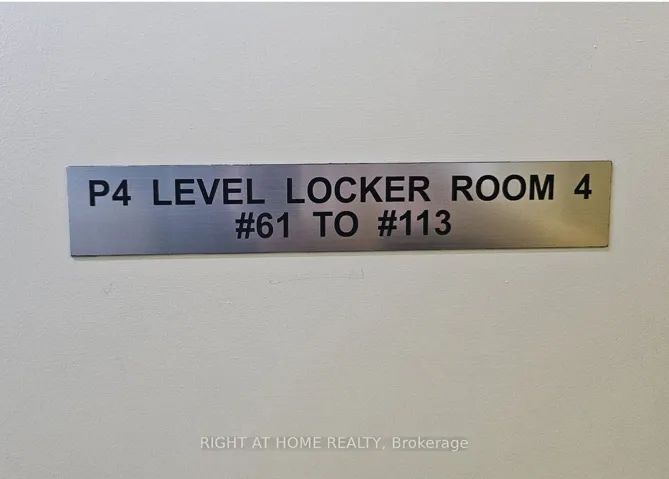 P4 LEVEL LOCKER ROOM 4
#61 TO #113
RIGHT AT HOME REALTY, Brokerage